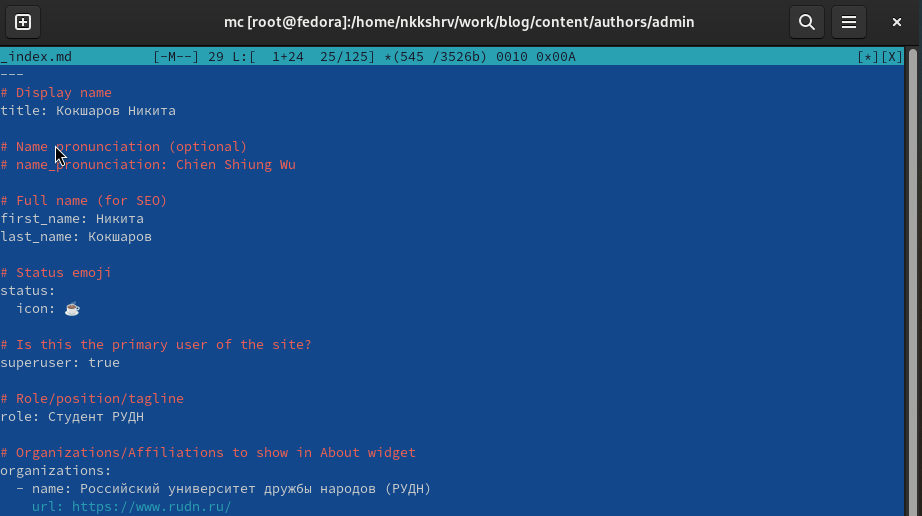 mc [root@fedora]:/home/nkkshrv/work/blog/content/authors/admin
_index.md [-M--] 29 L:[ 1+24 25/125] *(545 /3526b) 0010 0x00A [*][X]
---
# Display name
title: Кокшаров Никита
# Name pronunciation (optional)
# name_pronunciation: Chien Shiung Wu
# Full name (for SEO)
first_name: Никита
last_name: Кокшаров
# Status emoji
status:
icon: ☕
# Is this the primary user of the site?
superuser: true
# Role/position/tagline
role: Студент РУДН
# Organizations/Affiliations to show in About widget
organizations:
- name: Российский университет дружбы народов (РУДН)
url: https://www.rudn.ru/